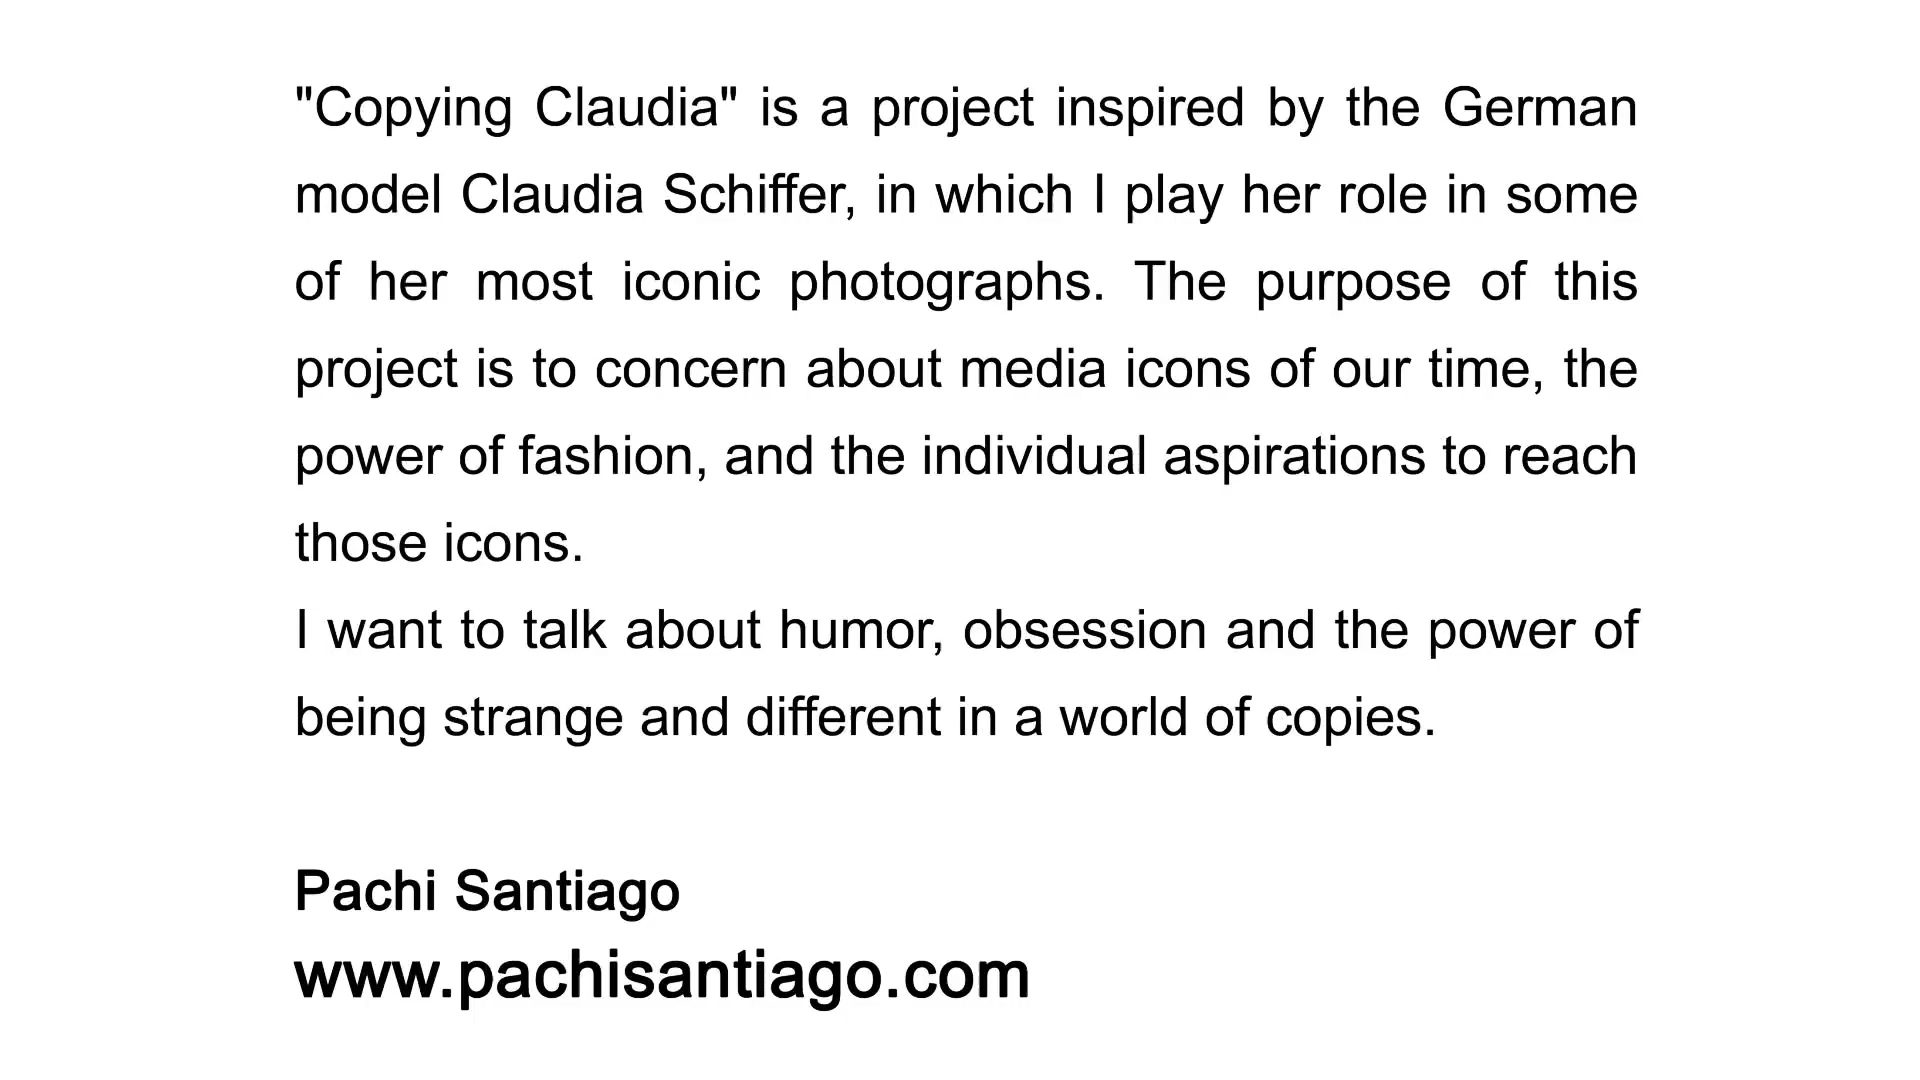 "Copying Claudia" is a project inspired by the German
model Claudia Schiffer, in which I play her role in some
of her most iconic photographs. The purpose of this
project is to concern about media icons of our time, the
power of fashion, and the individual aspirations to reach
those icons.
I want to talk about humor, obsession and the power of
being strange and different in a world of copies.
Pachi Santiago
www.pachisantiago.com